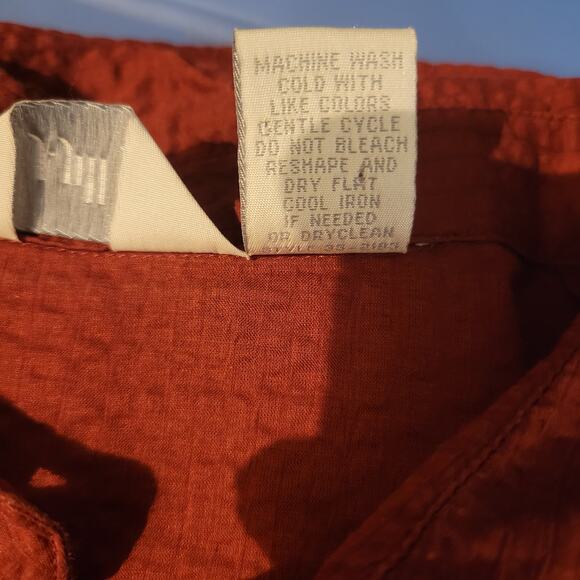 MACHINE WASH
COLD WITH
LIKE COLORS
GENTLE CYCLE
DO NOT BLEACH
RESHAPE AND
DRY FLAT
COOL IRON
IF NEEDED
OR DRYCLEAN
STYLE